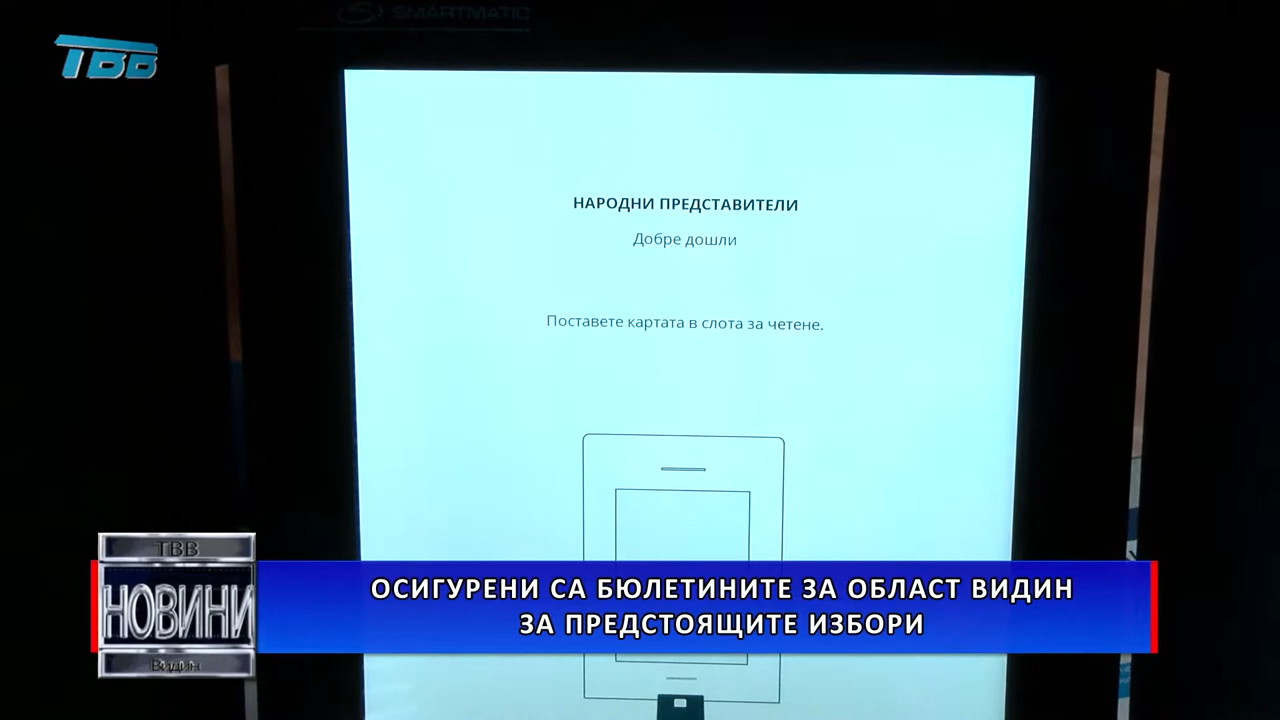 SMARTMATIC
ТВВ
НАРОДНИ ПРЕДСТАВИТЕЛИ
Добре дошли
Поставете картата в слота за четене.
ТВВ
НОВИНИ
Видин
ОСИГУРЕНИ СА БЮЛЕТИНИТЕ ЗА ОБЛАСТ ВИДИН
ЗА ПРЕДСТОЯЩИТЕ ИЗБОРИ